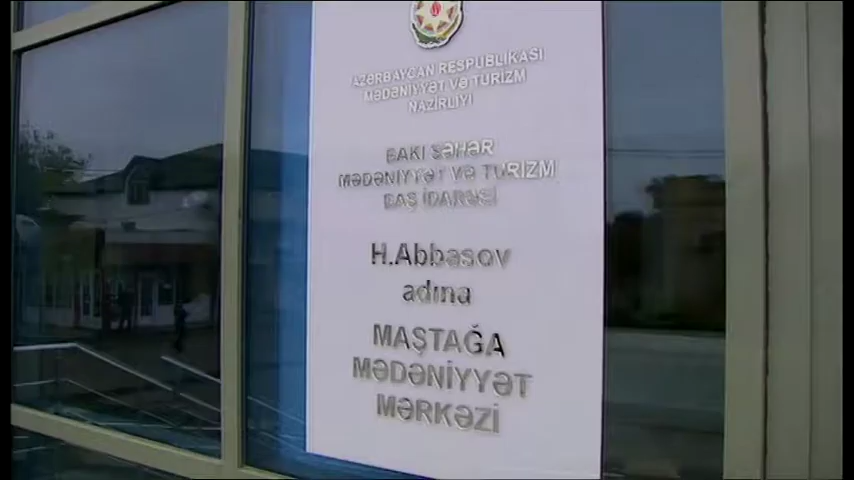 AZƏRBAYCAN RESPUBLİKASI
MƏDƏNİYYƏT VƏ TURİZM
NAZİRLİYİ
BAKI ŞƏHƏR
MƏDƏNİYYƏT VƏ TURİZM
BAŞ İDARƏSİ
H.Abbasov
adına
MAŞTAĞA
MƏDƏNİYYƏT
MƏRKƏZİ